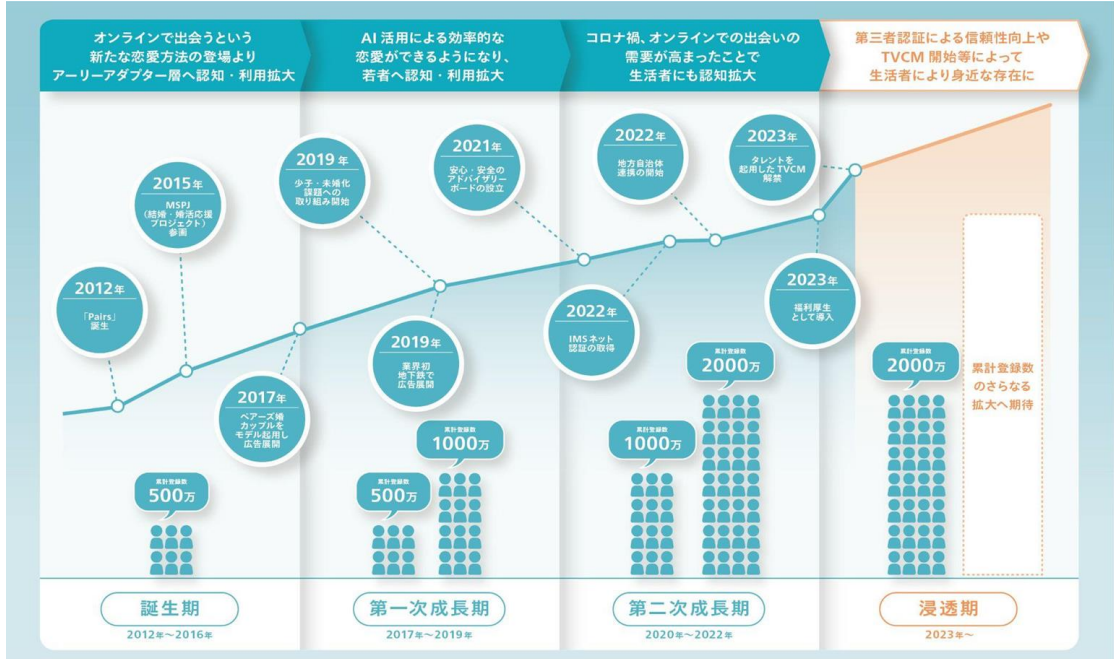 オンラインで出会うという
新たな恋愛方法の登場より
アーリーアダプター層へ認知・利用拡大
AI活用による効率的な
恋愛ができるようになり、
若者へ認知・利用拡大
コロナ禍、オンラインでの出会いの
需要が高まったことで
生活者にも認知拡大
第三者認証による信頼性向上や
TVCM 開始等によって
生活者により身近な存在に
2012年
「Pairs」
誕生
2015年
MSPJ
(結婚・婚活応援
プロジェクト)
参画
2017年
ペアーズ婚
カップルを
モデル起用し
広告展開
2019年
少子・未婚化
課題への
取り組み開始
2019年
業界初
地下鉄で
広告展開
2021年
安心・安全の
アドバイザリー
ボードの設立
2022年
IMSネット
認証の取得
2022年
地方自治体
連携の開始
2023年
タレントを
起用したTVCM
解禁
2023年
福利厚生
として導入
累計登録数
500万
累計登録数
500万
累計登録数
1000万
累計登録数
1000万
累計登録数
2000万
累計登録数
2000万
累計登録数
のさらなる
拡大へ期待
誕生期
2012年〜2016年
第一次成長期
2017年〜2019年
第二次成長期
2020年〜2022年
浸透期
2023年〜